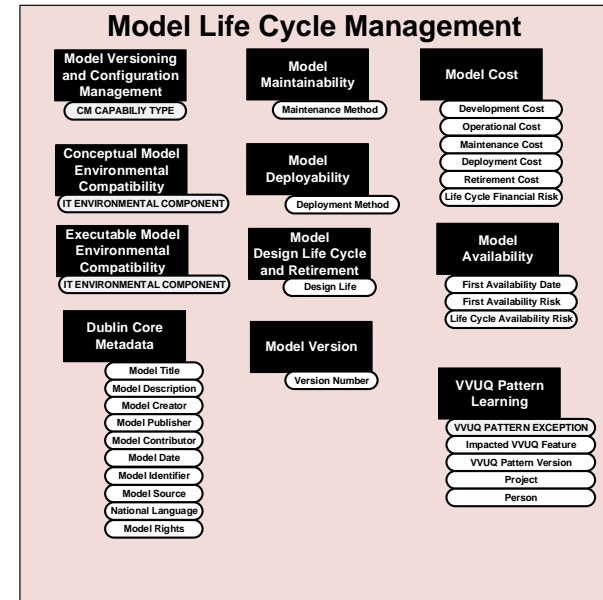 Model Life Cycle Management
Model Versioning
and Configuration
Management
CM CAPABILIY TYPE
Conceptual Model
Environmental
Compatibility
IT ENVIRONMENTAL COMPONENT
Executable Model
Environmental
Compatibility
IT ENVIRONMENTAL COMPONENT
Dublin Core
Metadata
Model Title
Model Description
Model Creator
Model Publisher
Model Contributor
Model Date
Model Identifier
Model Source
National Language
Model Rights
Model
Maintainability
Maintenance Method
Model
Deployability
Deployment Method
Model
Design Life Cycle
and Retirement
Design Life
Model Version
Version Number
Model Cost
Development Cost
Operational Cost
Maintenance Cost
Deployment Cost
Retirement Cost
Life Cycle Financial Risk
Model
Availability
First Availability Date
First Availability Risk
Life Cycle Availability Risk
VVUQ Pattern
Learning
VVUQ PATTERN EXCEPTION
Impacted VVUQ Feature
VVUQ Pattern Version
Project
Person